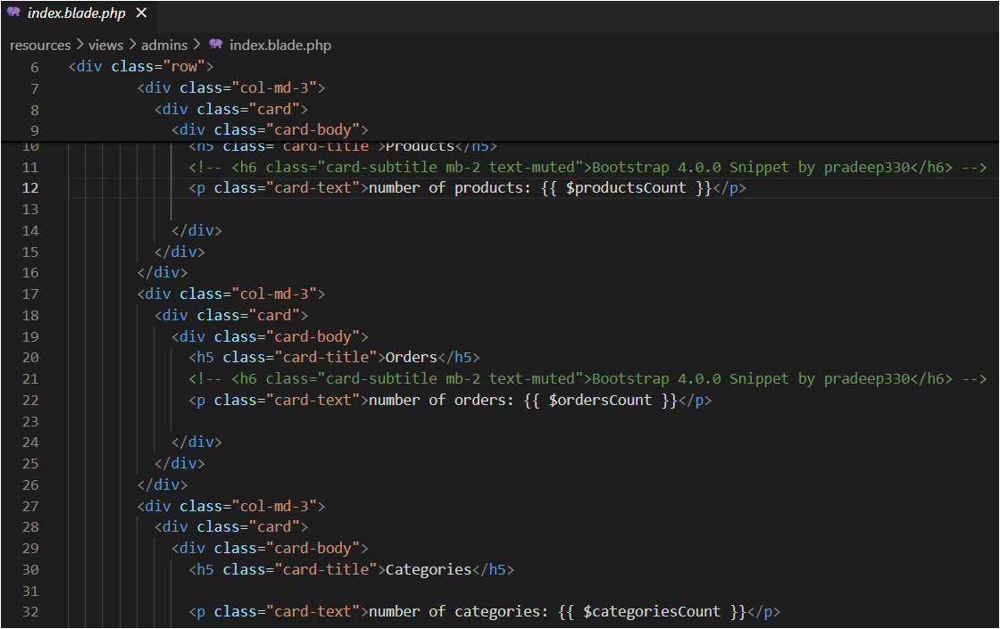 index.blade.php ×
resources > views > admins > index.blade.php
6 <div class="row">
7 <div class="col-md-3">
8 <div class="card">
9 <div class="card-body">
10 <h5 class="card-title">Products</h5>
11 <!-- <h6 class="card-subtitle mb-2 text-muted">Bootstrap 4.0.0 Snippet by pradeep330</h6> -->
12 <p class="card-text">number of products: {{ $productsCount }}</p>
13
14 </div>
15 </div>
16 </div>
17 <div class="col-md-3">
18 <div class="card">
19 <div class="card-body">
20 <h5 class="card-title">Orders</h5>
21 <!-- <h6 class="card-subtitle mb-2 text-muted">Bootstrap 4.0.0 Snippet by pradeep330</h6> -->
22 <p class="card-text">number of orders: {{ $ordersCount }}</p>
23
24 </div>
25 </div>
26 </div>
27 <div class="col-md-3">
28 <div class="card">
29 <div class="card-body">
30 <h5 class="card-title">Categories</h5>
31
32 <p class="card-text">number of categories: {{ $categoriesCount }}</p>